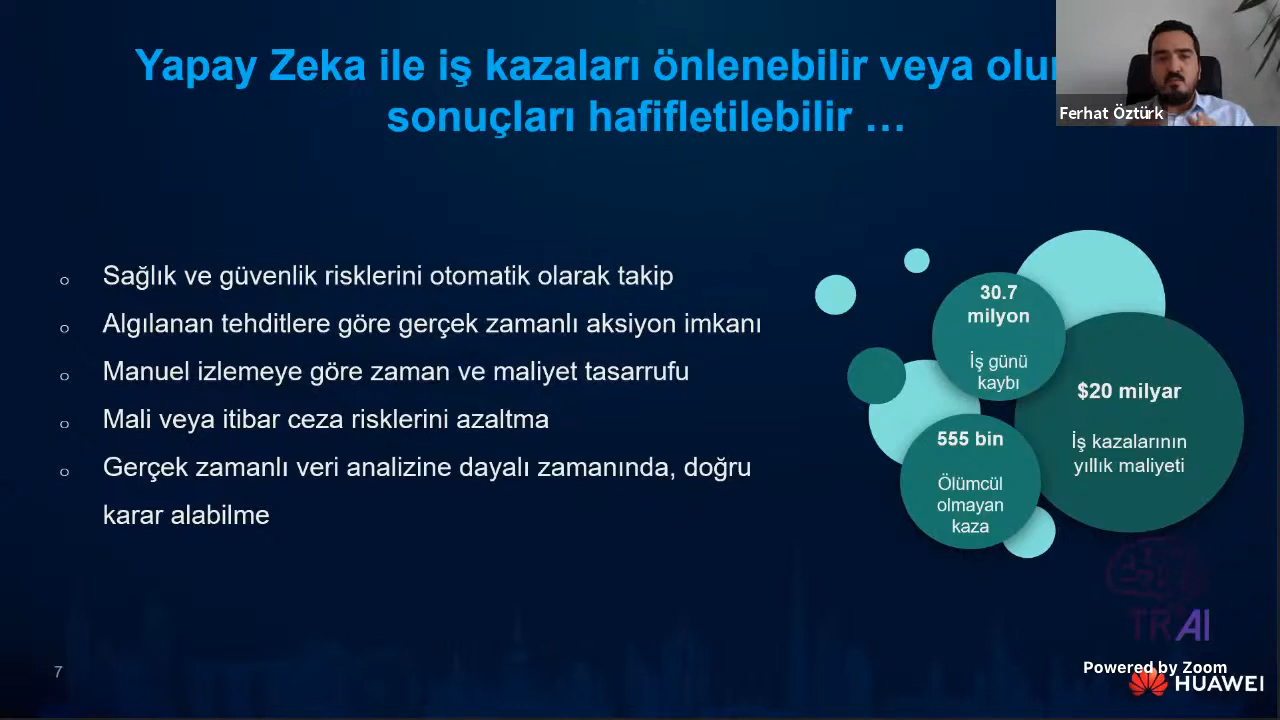 Yapay Zeka ile iş kazaları önlenebilir veya
sonuçları hafifletilebilir ...
Ferhat Öztürk
Sağlık ve güvenlik risklerini otomatik olarak takip
Algılanan tehditlere göre gerçek zamanlı aksiyon imkanı
Manuel izlemeye göre zaman ve maliyet tasarrufu
Mali veya itibar ceza risklerini azaltma
Gerçek zamanlı veri analizine dayalı zamanında, doğru
karar alabilme
30.7
milyon
İş günü
kaybı
$20 milyar
İş kazalarının
yıllık maliyeti
555 bin
Ölümcül
olmayan
kaza
TRAI
7
Powered by Zoom
HUAWEI